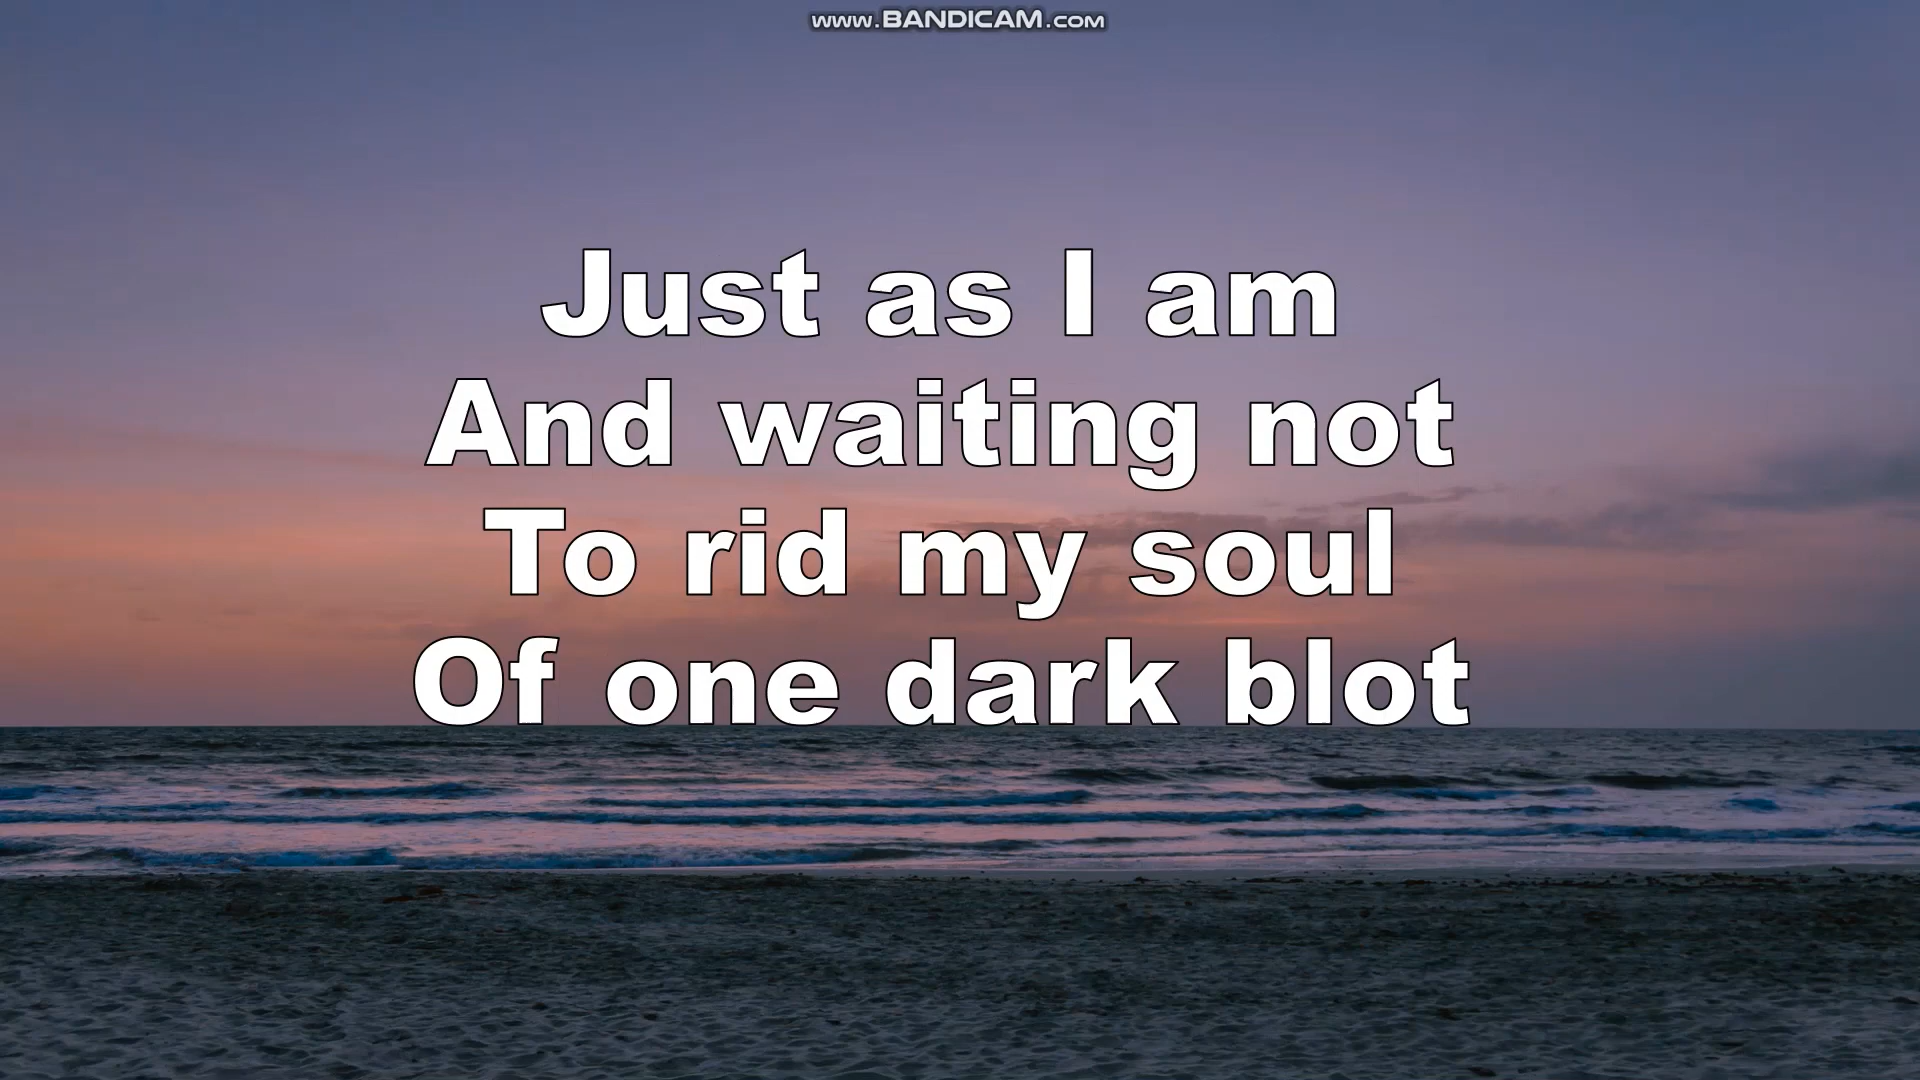 www.BANDICAM.com
Just as I am
And waiting not
To rid my soul
Of one dark blot